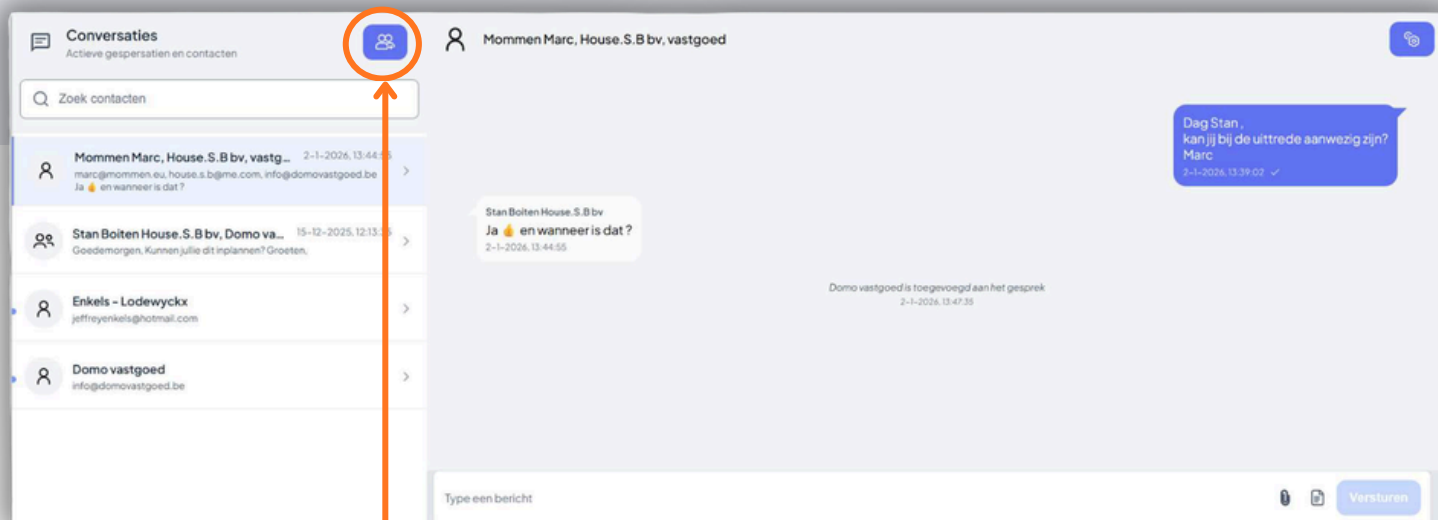 Conversaties
Actieve gespersatien en contacten
Zoek contacten
Mommen Marc, House.S.B bv, vastg... 2-1-2026, 13:44:
marc@mommen.eu, house.s.b@me.com, info@domovastgoed.be
Ja 👍 en wanneer is dat ?
Stan Boiten House.S.B bv, Domo va... 15-12-2025, 12:13:
Goedemorgen, Kunnen jullie dit inplannen? Groeten,
Enkels - Lodewyckx
jeffreyenkels@hotmail.com
Domo vastgoed
info@domovastgoed.be
Mommen Marc, House.S.B bv, vastgoed
Dag Stan ,
kan jij bij de uittrede aanwezig zijn?
Marc
2-1-2026, 13:39:02
Stan Boiten House.S.B bv
Ja 👍 en wanneer is dat ?
2-1-2026, 13:44:55
Domo vastgoed is toegevoegd aan het gesprek
2-1-2026, 13:47:35
Type een bericht
Versturen